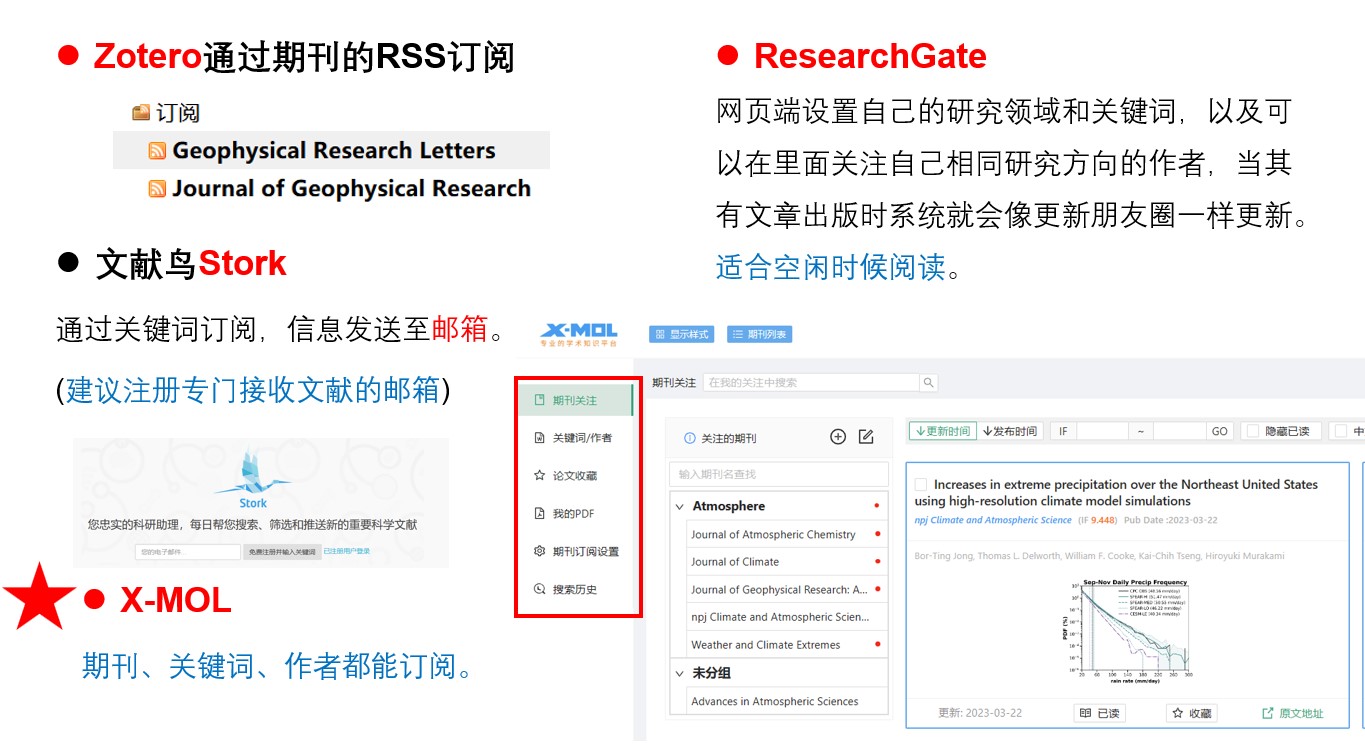 Zotero通过期刊的RSS订阅
订阅
Geophysical Research Letters
Journal of Geophysical Research
文献鸟Stork
通过关键词订阅，信息发送至邮箱。
(建议注册专门接收文献的邮箱)
Stork
您忠实的科研助理，每日帮您搜索、筛选和推送新的重要科学文献
您的电子邮件...
免费注册并输入关键词
已注册用户登录
X-MOL
期刊、关键词、作者都能订阅。
ResearchGate
网页端设置自己的研究领域和关键词，以及可
以在里面关注自己相同研究方向的作者，当其
有文章出版时系统就会像更新朋友圈一样更新。
适合空闲时候阅读。
X-MOL
专业的学术知识平台
显示样式
期刊列表
期刊关注
关键词/作者
论文收藏
我的PDF
期刊订阅设置
搜索历史
期刊关注
在我的关注中搜索
关注的期刊
输入期刊名查找
Atmosphere
Journal of Atmospheric Chemistry
Journal of Climate
Journal of Geophysical Research: A...
npj Climate and Atmospheric Scien...
Weather and Climate Extremes
未分组
Advances in Atmospheric Sciences
↓更新时间 ↓发布时间 IF ~ GO 隐藏已读 中
Increases in extreme precipitation over the Northeast United States
using high-resolution climate model simulations
npj Climate and Atmospheric Science (IF 9.448) Pub Date :2023-03-22
Bor-Ting Jong, Thomas L. Delworth, William F. Cooke, Kai-Chih Tseng, Hiroyuki Murakami
Sep-Nov Daily Precip Frequency
PDF (%)
20 60 100 140 180 220 260 300
rain rate (mm/day)
更新: 2023-03-22
已读
收藏
原文地址